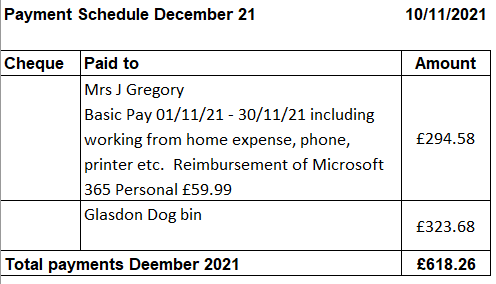 Payment Schedule December 21 10/11/2021
Cheque Paid to Amount
Mrs J Gregory
Basic Pay 01/11/21 - 30/11/21 including
working from home expense, phone,
printer etc.  Reimbursement of Microsoft
365 Personal £59.99
£294.58
Glasdon Dog bin
£323.68
Total payments Deember 2021 £618.26